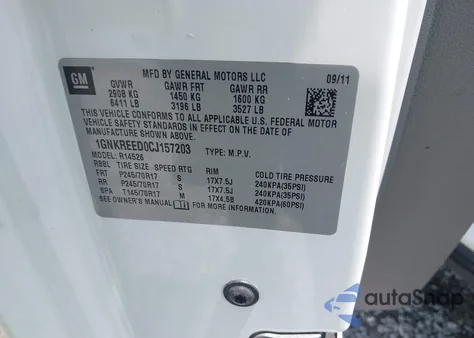 GM
MFD BY GENERAL MOTORS LLC
09/11
GVWR GAWR FRT GAWR RR
2908 KG 1450 KG 1600 KG
6411 LB 3196 LB 3527 LB
THIS VEHICLE CONFORMS TO ALL APPLICABLE U.S. FEDERAL MOTOR
VEHICLE SAFETY AND THEFT PREVENTION STANDARDS IN EFFECT ON
THE DATE OF MANUFACTURE SHOWN ABOVE.
1GNKREED0CJ157203 TYPE: M.P.V.
R14526
RBBL TIRE SIZE SPEED RTG RIM COLD TIRE PRESSURE
FRT P245/70R17 S 17X7.5J 240KPA(35PSI)
RR P245/70R17 S 17X7.5J 240KPA(35PSI)
SPA T145/70R17 M 17X4.5B 420KPA(60PSI)
SEE OWNER'S MANUAL FOR MORE INFORMATION.
autoSnap